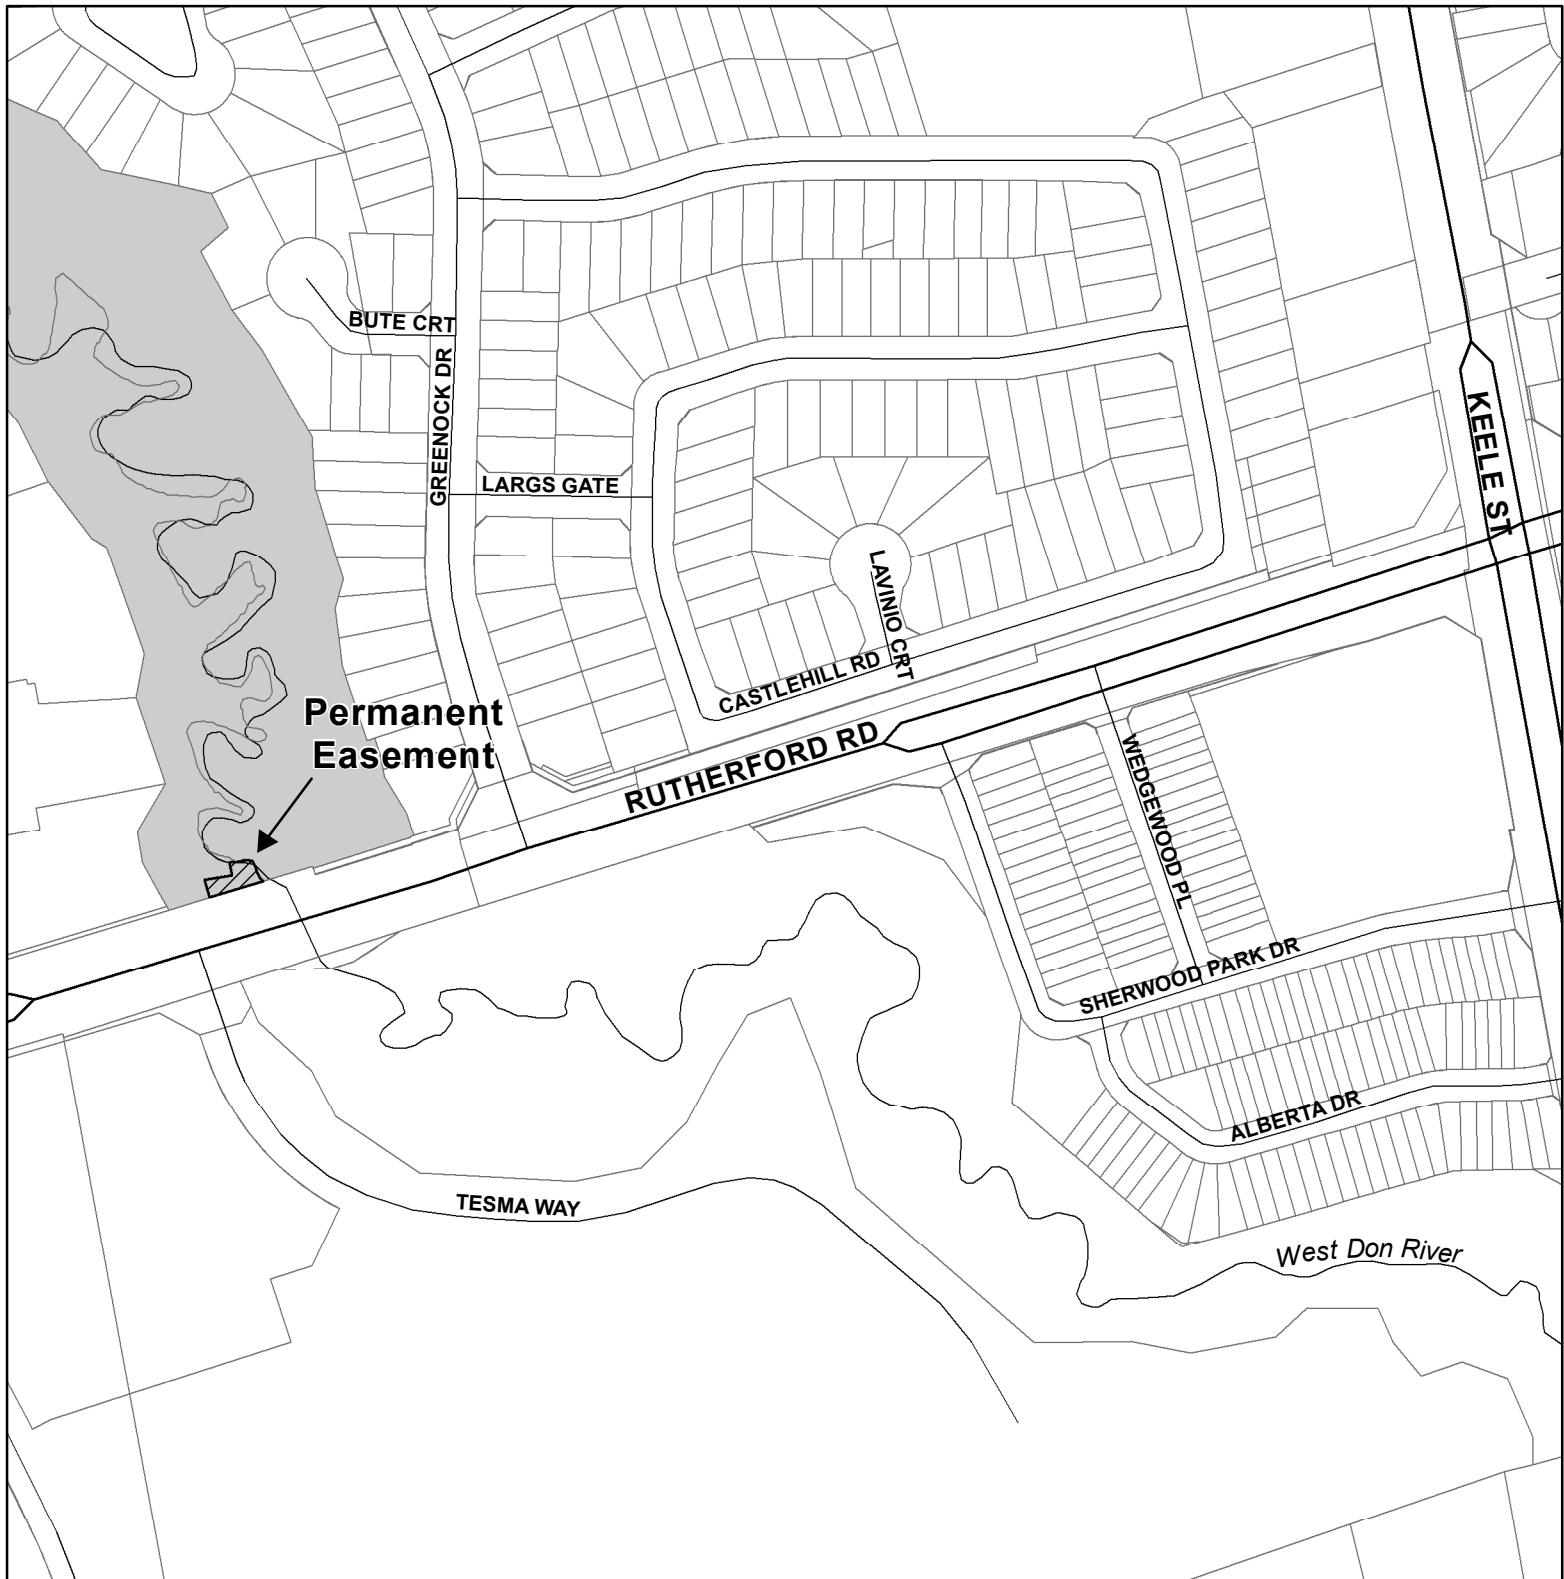 BUTE CRT
GREENOCK DR
KEELE ST
LARGS GATE
LAVINIO CRT
CASTLEHILL RD
Permanent
Easement
RUTHERFORD RD
WEDGEWOOD PL
SHERWOOD PARK DR
ALBERTA DR
TESMA WAY
West Don River